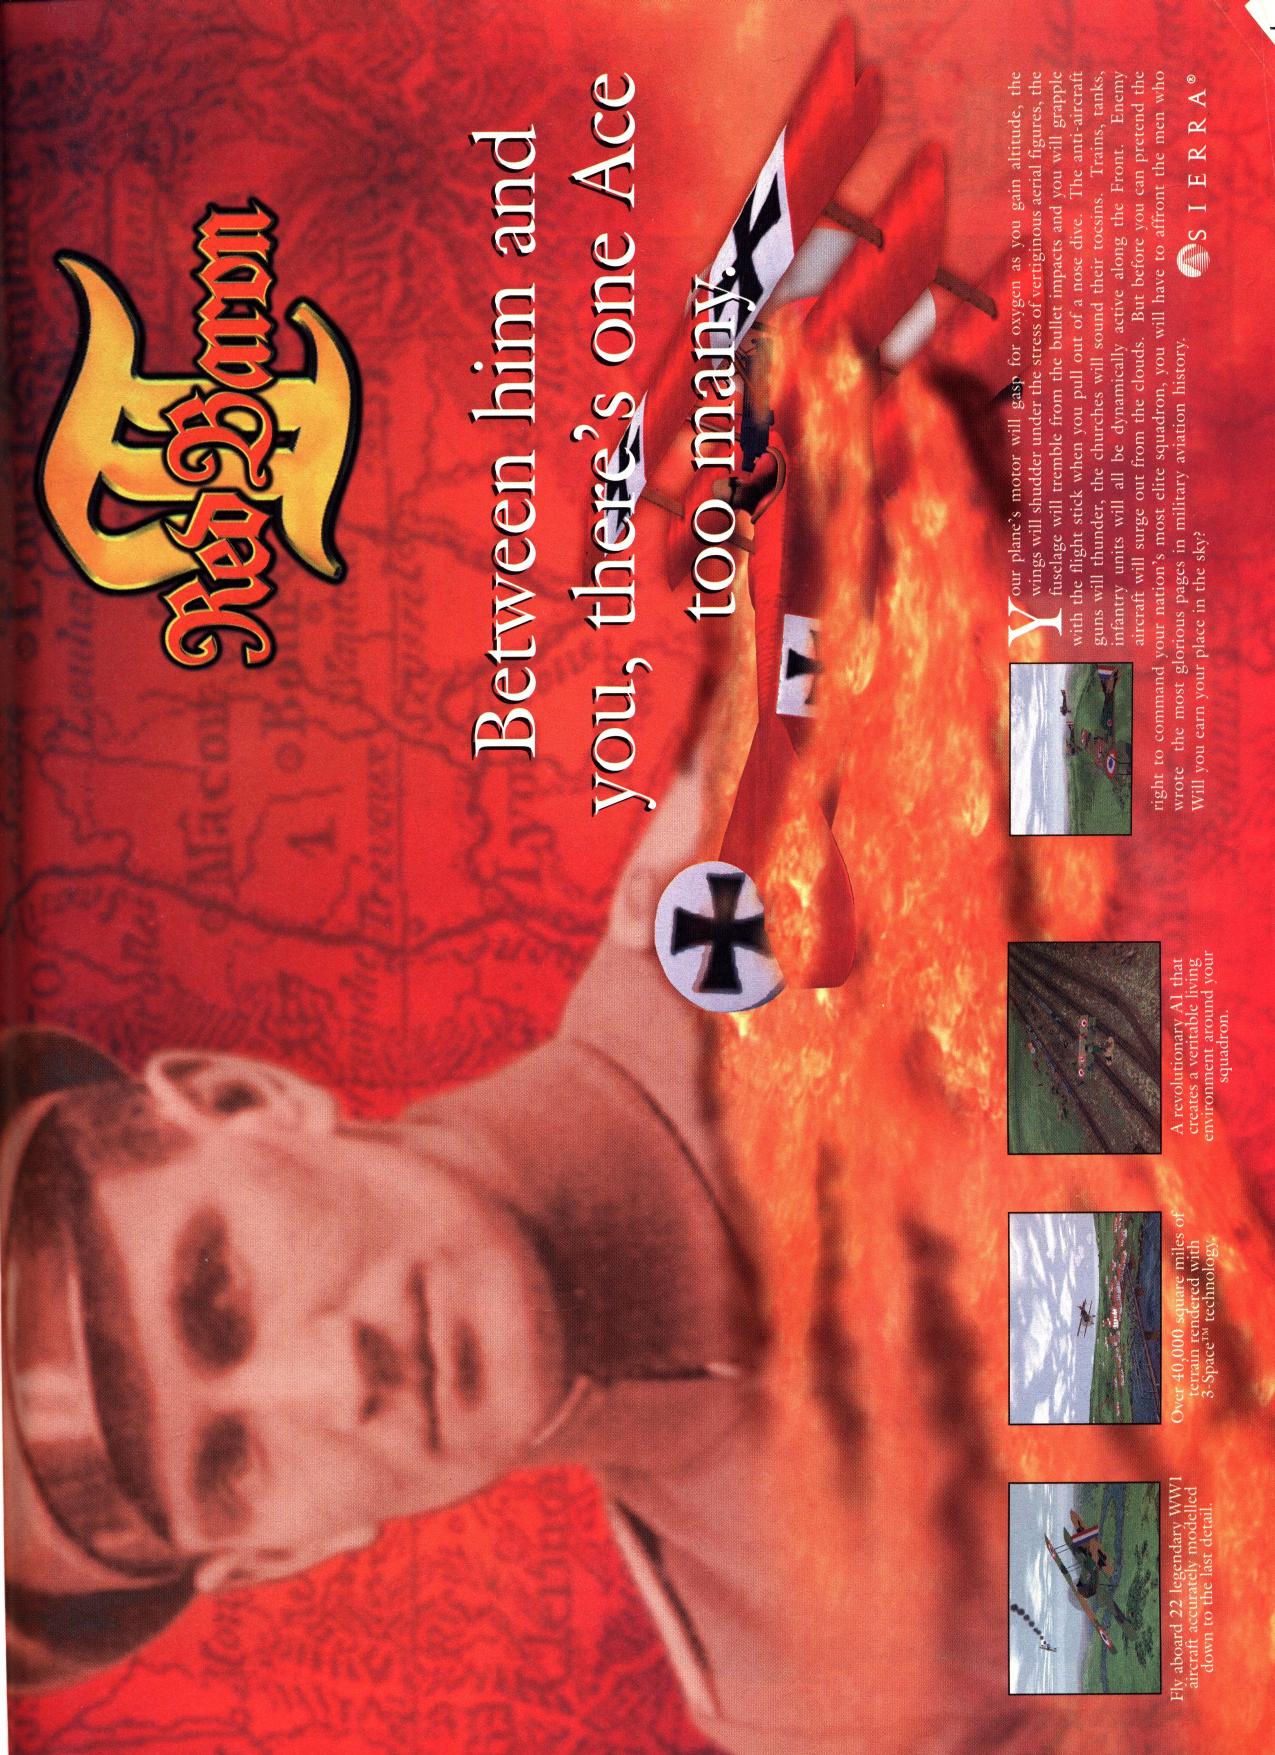 Red Baron
II
Between him and
you, there's one Ace
too many.
Your plane's motor will gasp for oxygen as you gain altitude, the
wings will shudder under the stress of vertiginous aerial figures, the
fuselage will tremble from the bullet impacts and you will grapple
with the flight stick when you pull out of a nose dive. The anti-aircraft
guns will thunder, the churches will sound their tocsins. Trains, tanks,
infantry units will all be dynamically active along the Front. Enemy
aircraft will surge out from the clouds. But before you can pretend the
right to command your nation's most elite squadron, you will have to affront the men who
wrote the most glorious pages in military aviation history.
Will you earn your place in the sky?
Fly aboard 22 legendary WW1
aircraft accurately modelled
down to the last detail.
Over 40,000 square miles of
terrain rendered with
3-Space™ technology.
A revolutionary AI that
creates a veritable living
environment around your
squadron.
SIERRA®
Mâcon
Lyon